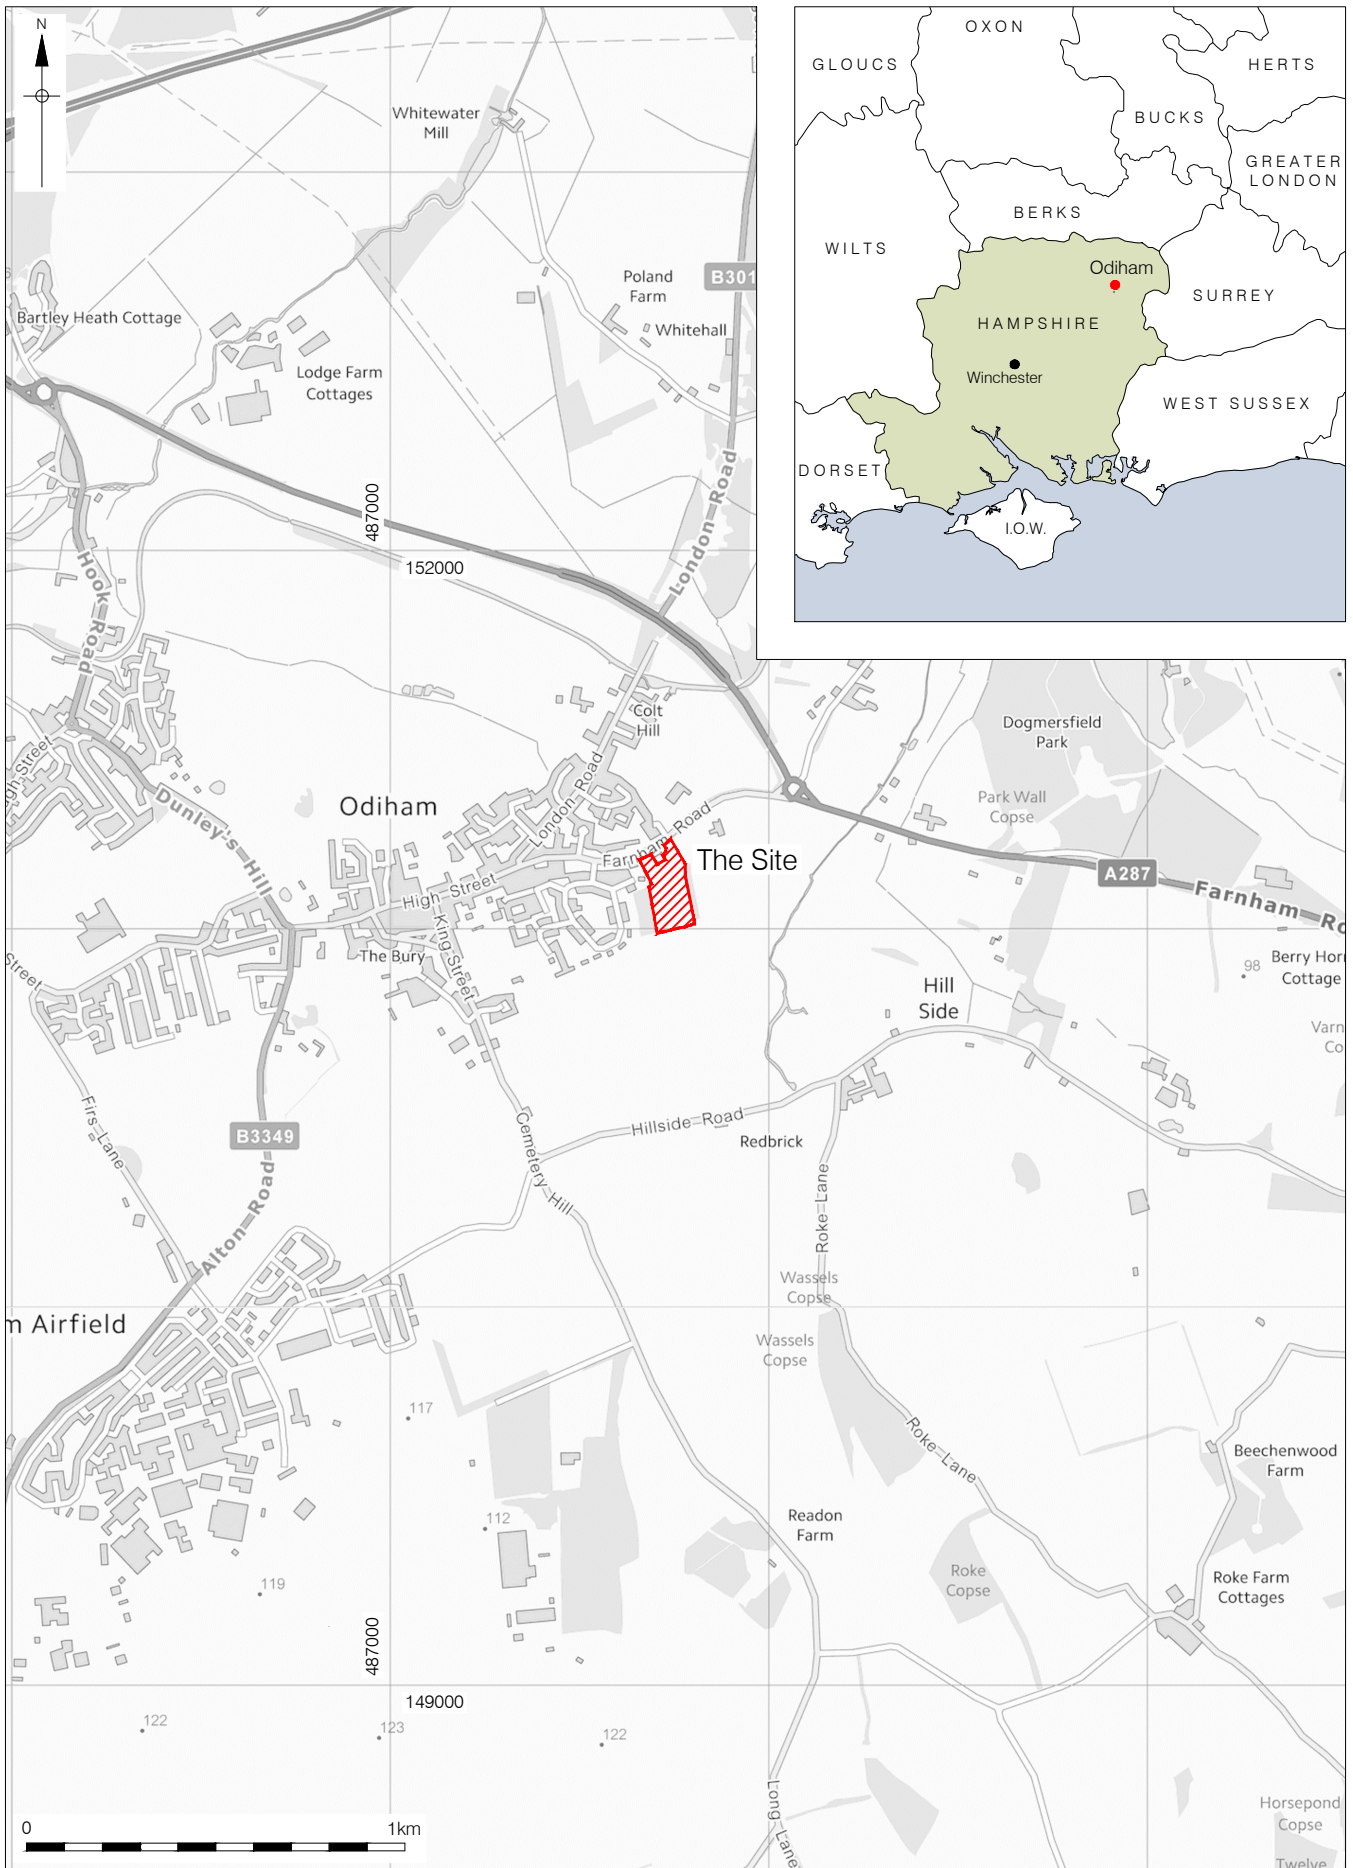 N
Whitewater
Mill
B301
Poland
Farm
Whitehall
Bartley Heath Cottage
Lodge Farm
Cottages
London Road
487000
152000
Hook Road
Colt
Hill
London Road
Dunley's Hill
Odiham
Farnham Road
The Site
High Street
King Street
The Bury
Street
Firs Lane
B3349
Alton Road
Cemetery Hill
Hillside Road
Redbrick
Hill
Side
Dogmersfield
Park
Park Wall
Copse
A287
Farnham Ro
98
Berry Horn
Cottage
Varn
Co
Roke Lane
Wassels
Copse
Wassels
Copse
m Airfield
117
112
119
Roke Lane
Readon
Farm
Roke
Copse
Beechenwood
Farm
Roke Farm
Cottages
487000
149000
122
123
122
Long Lane
Horsepond
Copse
Twelve
0 1km
OXON
GLOUCS
HERTS
BUCKS
GREATER
LONDON
BERKS
WILTS
Odiham
SURREY
HAMPSHIRE
Winchester
WEST SUSSEX
DORSET
I.O.W.